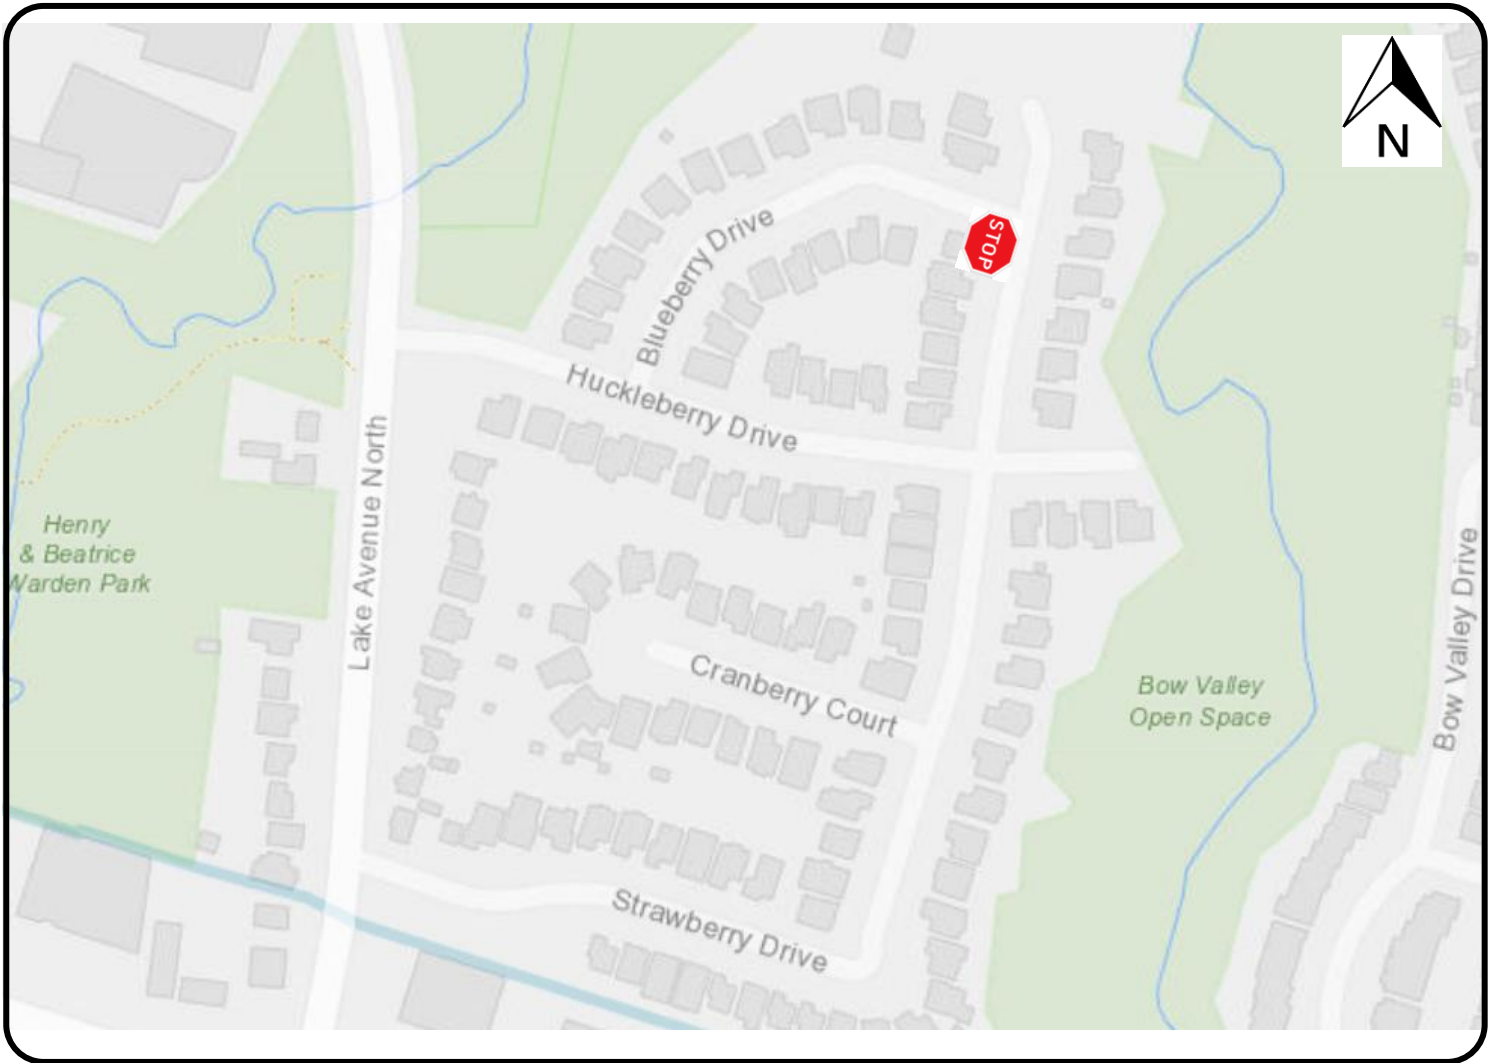 N
STOP
Blueberry Drive
Huckleberry Drive
Lake Avenue North
Henry
& Beatrice
Warden Park
Bow Valley Drive
Cranberry Court
Bow Valley
Open Space
Strawberry Drive